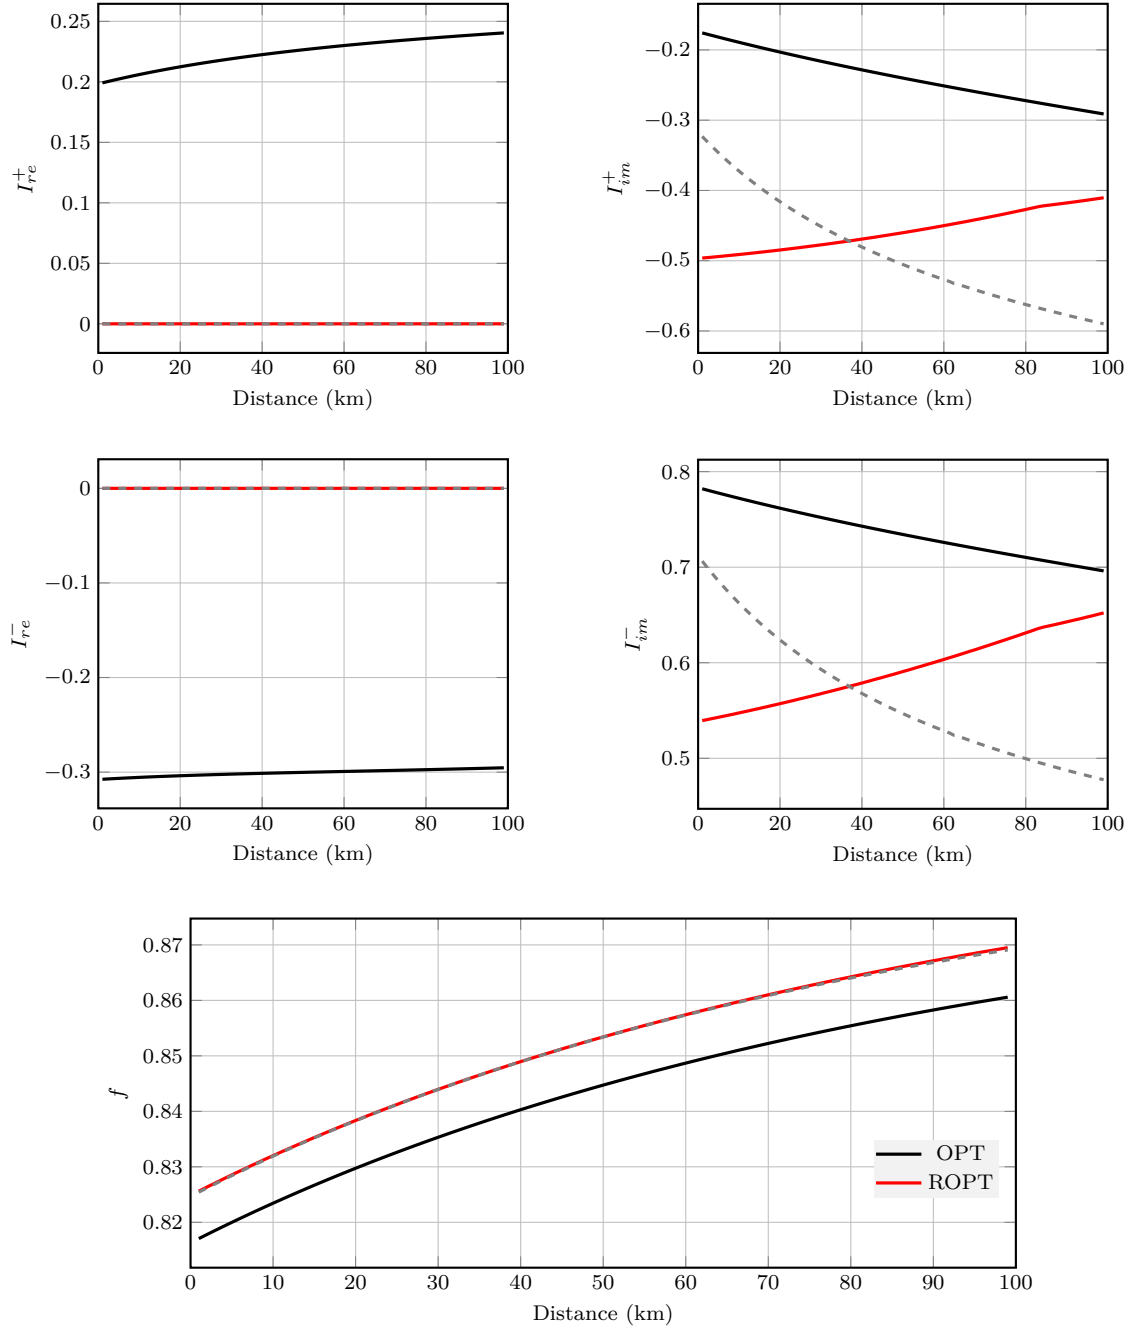 0.25
0.2
0.15
0.1
0.05
0
I_{re}^{+}
0 20 40 60 80 100
Distance (km)
−0.2
−0.3
−0.4
−0.5
−0.6
I_{im}^{+}
0 20 40 60 80 100
Distance (km)
0
−0.1
−0.2
−0.3
I_{re}^{−}
0 20 40 60 80 100
Distance (km)
0.8
0.7
0.6
0.5
I_{im}^{−}
0 20 40 60 80 100
Distance (km)
0.87
0.86
0.85
0.84
0.83
0.82
f
OPT
ROPT
0 10 20 30 40 50 60 70 80 90 100
Distance (km)